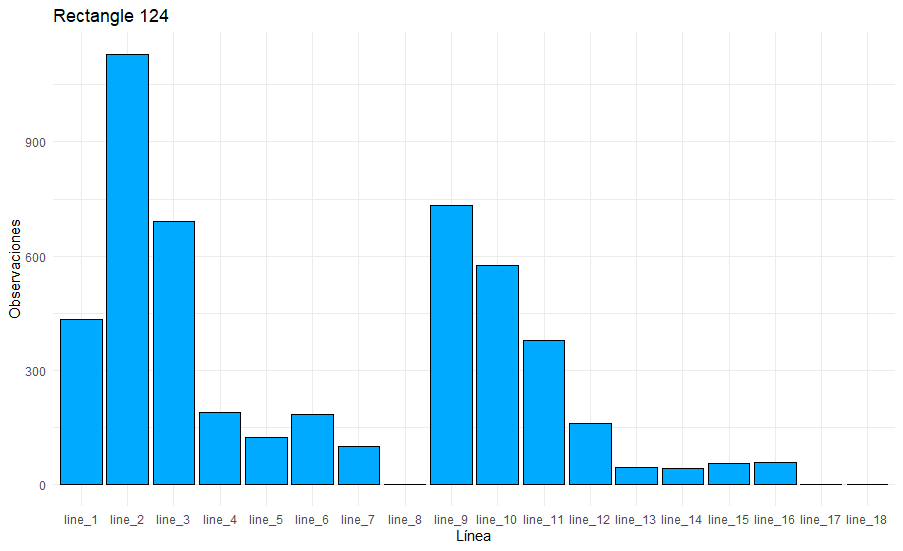 Rectangle 124
Observaciones
900
600
300
0
line_1 line_2 line_3 line_4 line_5 line_6 line_7 line_8 line_9 line_10 line_11 line_12 line_13 line_14 line_15 line_16 line_17 line_18
Línea